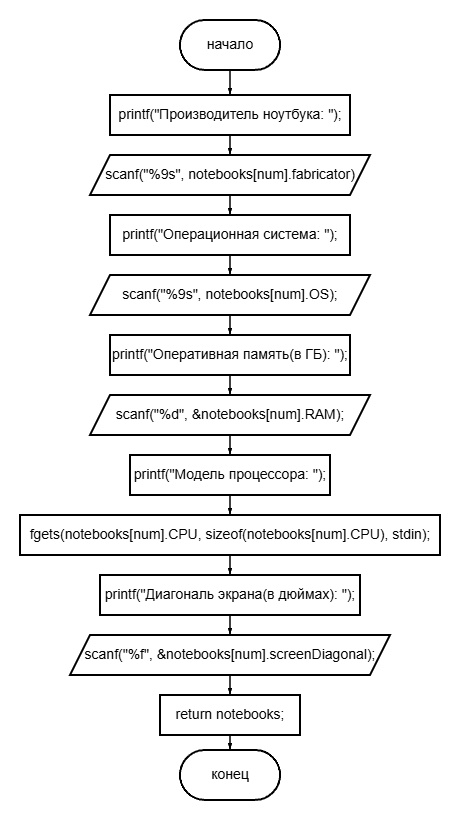 начало
printf("Производитель ноутбука: ");
scanf("%9s", notebooks[num].fabricator)
printf("Операционная система: ");
scanf("%9s", notebooks[num].OS);
printf("Оперативная память(в ГБ): ");
scanf("%d", &notebooks[num].RAM);
printf("Модель процессора: ");
fgets(notebooks[num].CPU, sizeof(notebooks[num].CPU), stdin);
printf("Диагональ экрана(в дюймах): ");
scanf("%f", &notebooks[num].screenDiagonal);
return notebooks;
конец